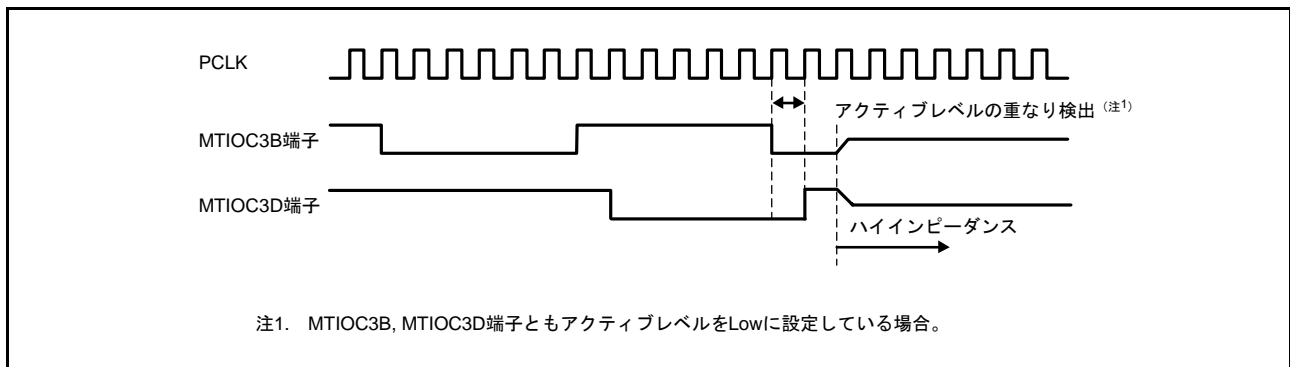 PCLK
アクティブレベルの重なり検出（注1）
MTIOC3B端子
MTIOC3D端子
ハイインピーダンス
注1. MTIOC3B, MTIOC3D端子ともアクティブレベルをLowに設定している場合。